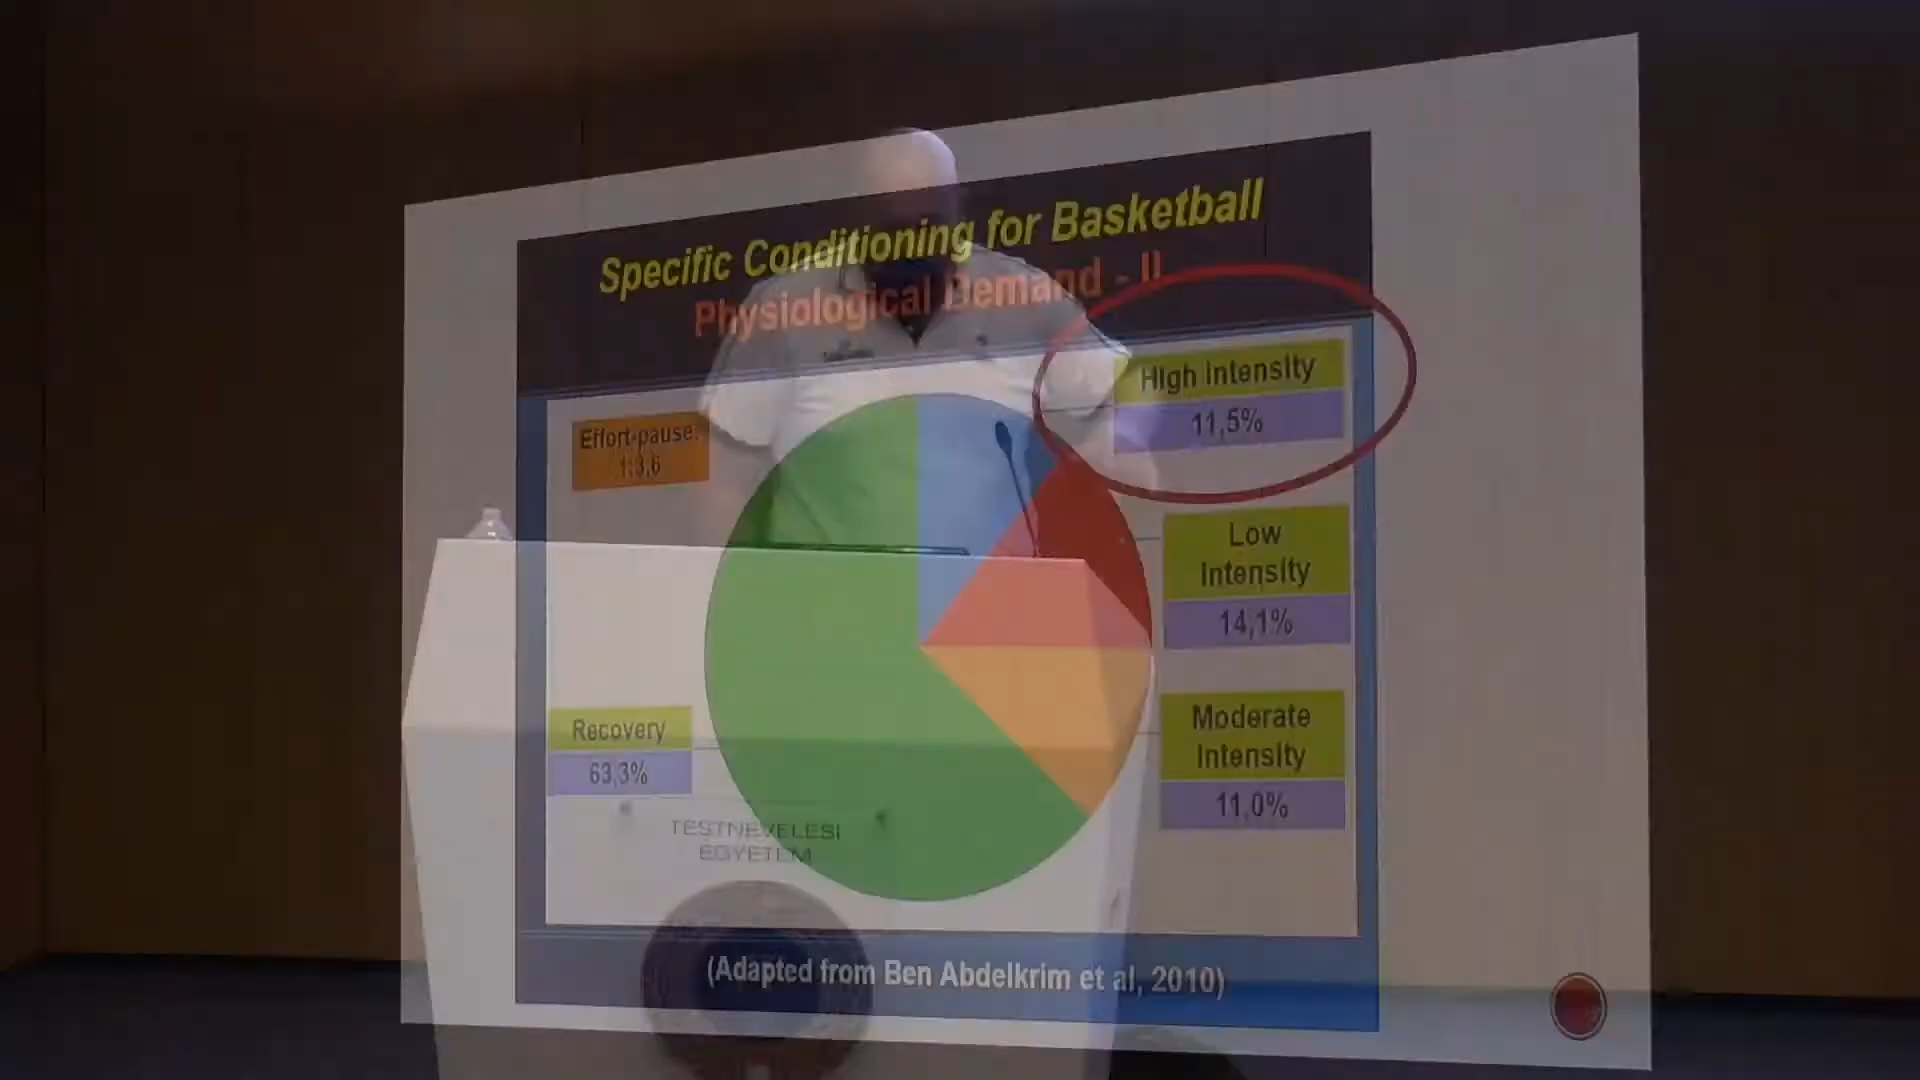 Specific Conditioning for Basketball
Physiological Demand - II
High Intensity
11,5%
Effort-pause:
1:3,6
Low
Intensity
14,1%
Moderate
Intensity
11,0%
Recovery
63,3%
TESTNEVELESI
EGYETEM
(Adapted from Ben Abdelkrim et al, 2010)